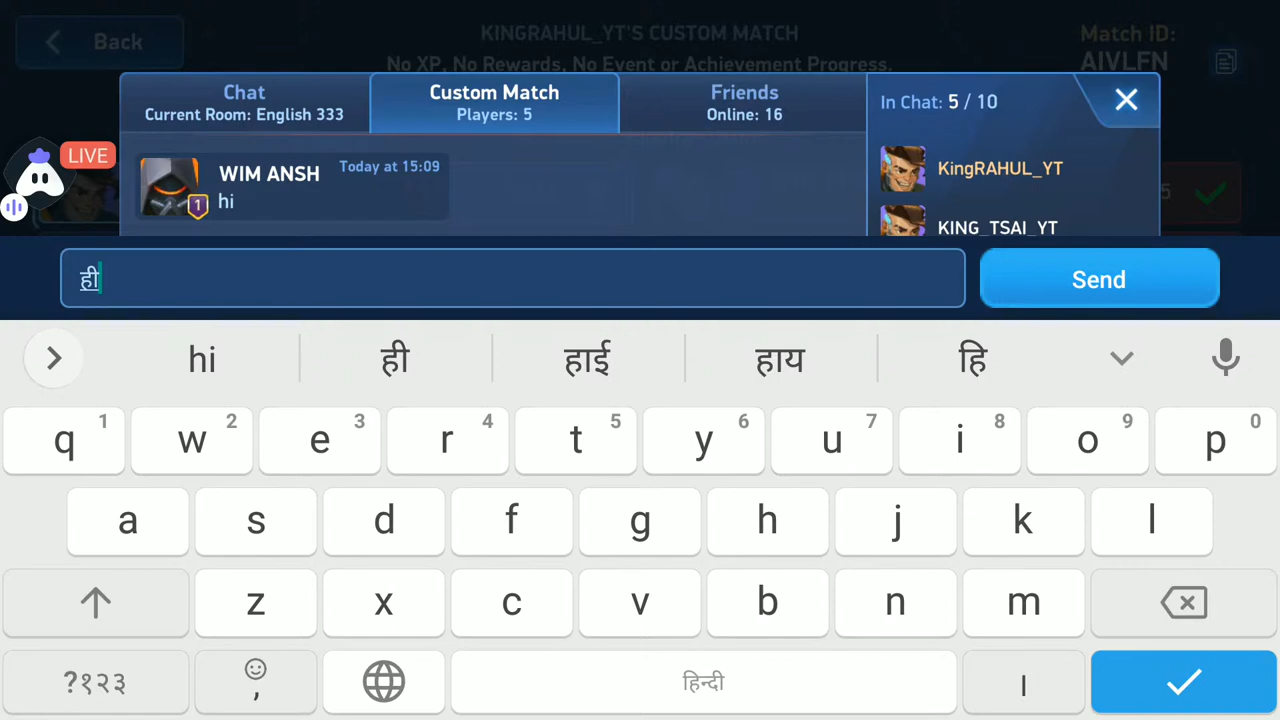 Back
KINGRAHUL_YT'S CUSTOM MATCH
No XP, No Rewards, No Event or Achievement Progress.
Match ID:
AIVLFN
Chat
Current Room: English 333
Custom Match
Players: 5
Friends
Online: 16
In Chat: 5 / 10
LIVE
WIM ANSH
Today at 15:09
1
hi
KingRAHUL_YT
KING_TSAI_YT
5
ही
Send
hi ही हाई हाय हि
q 1 w 2 e 3 r 4 t 5 y 6 u 7 i 8 o 9 p 0
a s d f g h j k l
z x c v b n m
?१२३ , हिन्दी ।